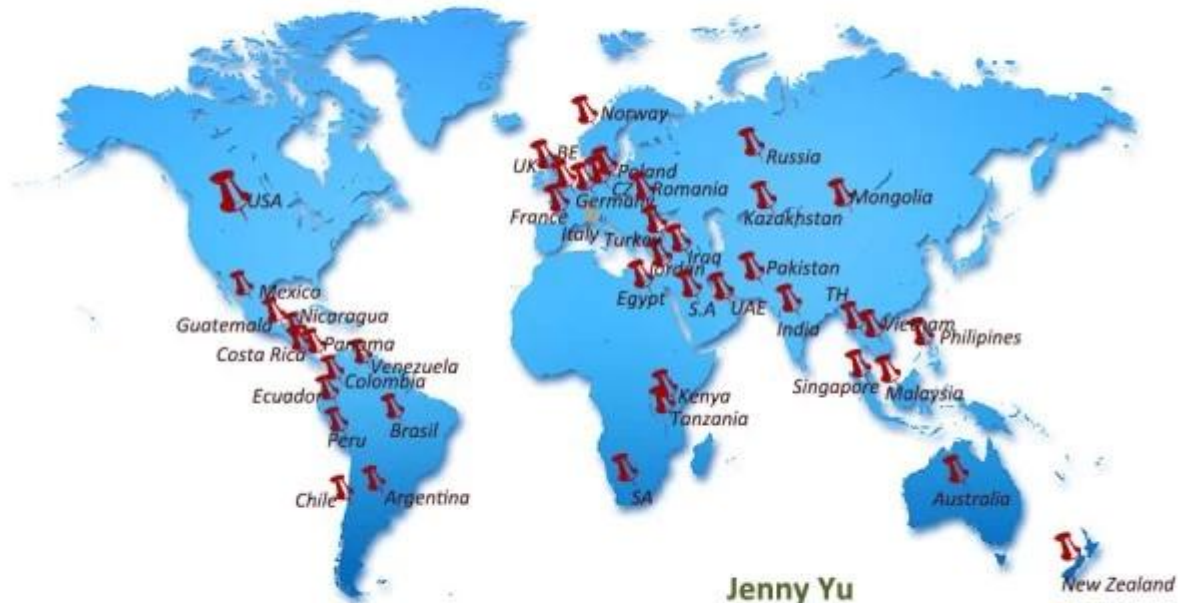 Norway
UK
BE
Poland
Russia
CZ
Romania
USA
Germany
Kazakhstan
Mongolia
France
Italy
Turkey
Iraq
Jordan
Pakistan
Mexico
Egypt
S.A
UAE
TH
India
Vietnam
Philipines
Guatemala
Nicaragua
Costa Rica
Panama
Venezuela
Colombia
Ecuador
Singapore
Malaysia
Kenya
Tanzania
Peru
Brasil
Chile
Argentina
SA
Australia
New Zealand
Jenny Yu